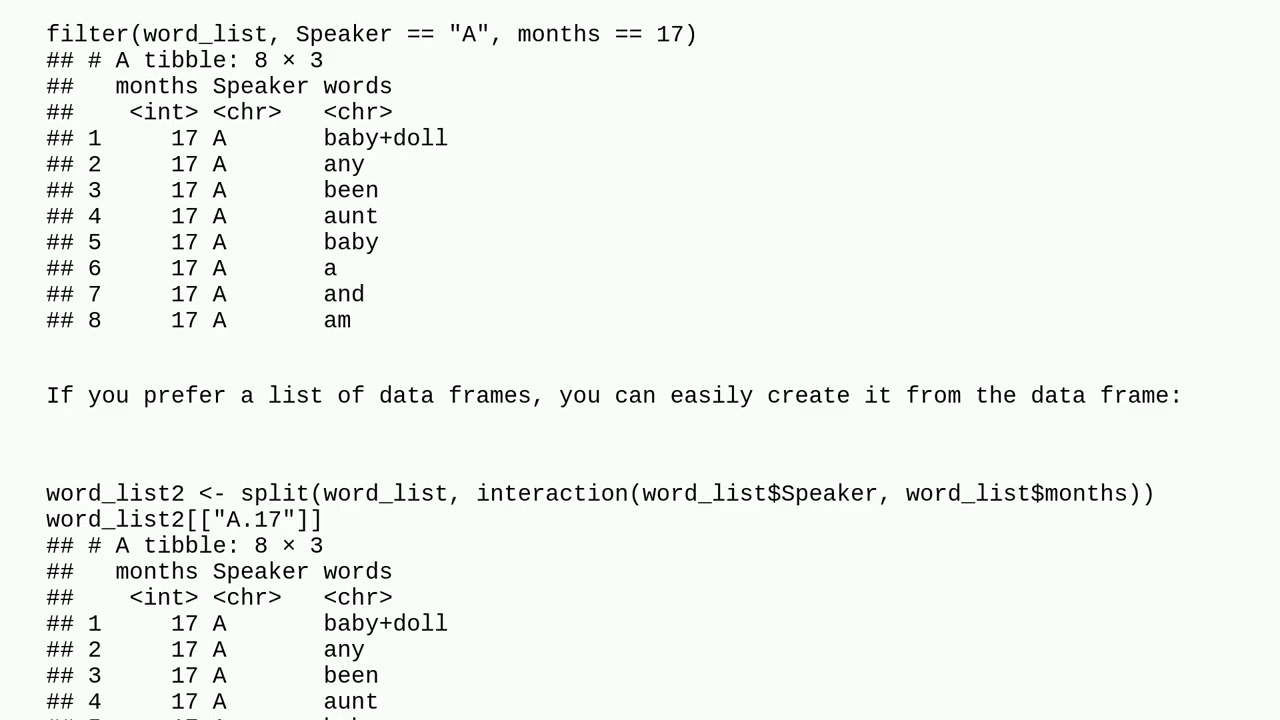 filter(word_list, Speaker == "A", months == 17)
## # A tibble: 8 × 3
##   months Speaker words
##    <int> <chr>   <chr>
## 1     17 A       baby+doll
## 2     17 A       any
## 3     17 A       been
## 4     17 A       aunt
## 5     17 A       baby
## 6     17 A       a
## 7     17 A       and
## 8     17 A       am
If you prefer a list of data frames, you can easily create it from the data frame:
word_list2 <- split(word_list, interaction(word_list$Speaker, word_list$months))
word_list2[["A.17"]]
## # A tibble: 8 × 3
##   months Speaker words
##    <int> <chr>   <chr>
## 1     17 A       baby+doll
## 2     17 A       any
## 3     17 A       been
## 4     17 A       aunt